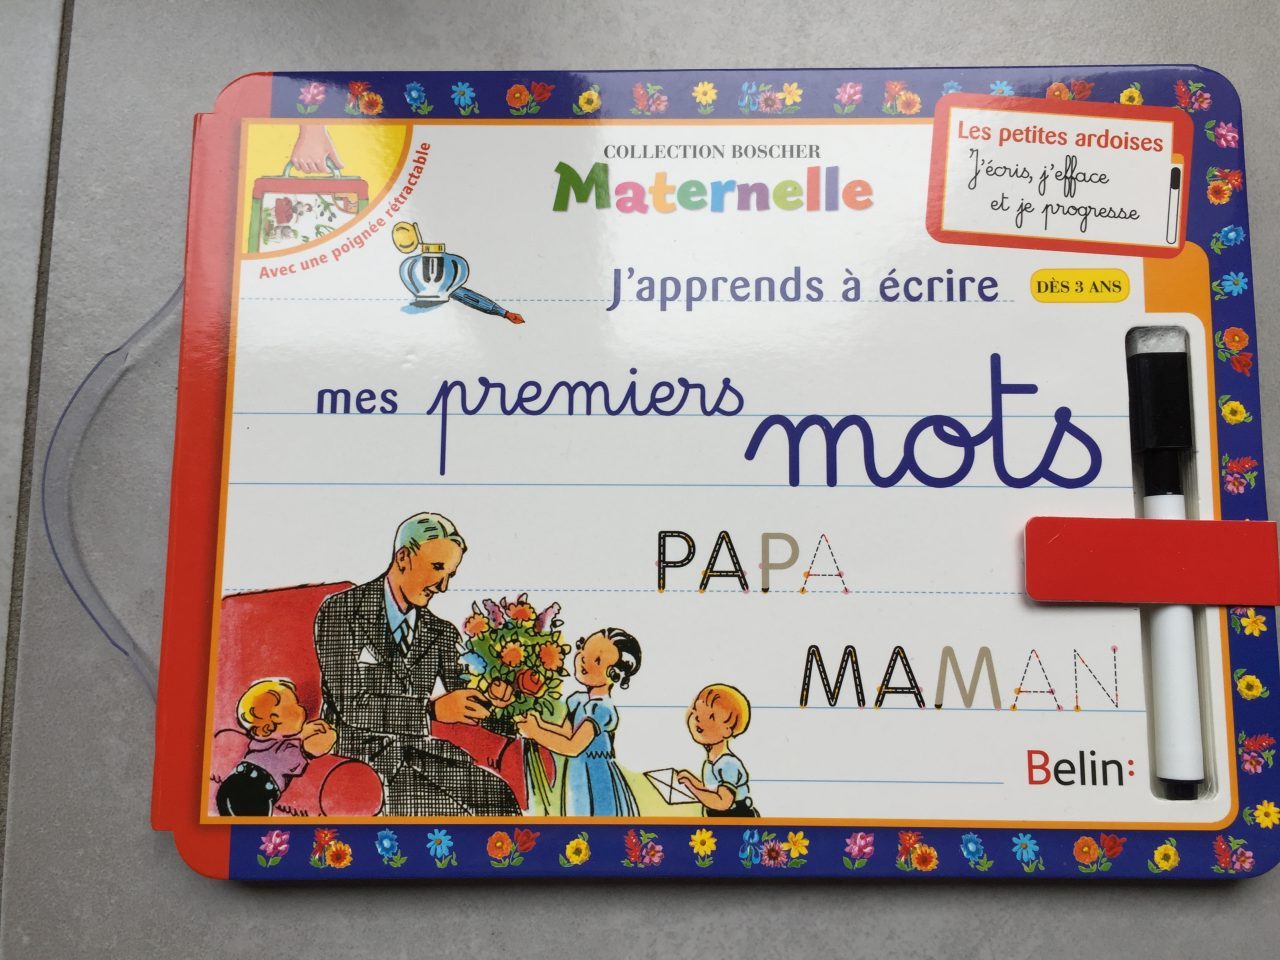 COLLECTION BOSCHER
Maternelle
Les petites ardoises
J'écris, j'efface
et je progresse
Avec une poignée rétractable
J'apprends à écrire
DÈS 3 ANS
mes premiers mots
PAPA
MAMAN
Belin: